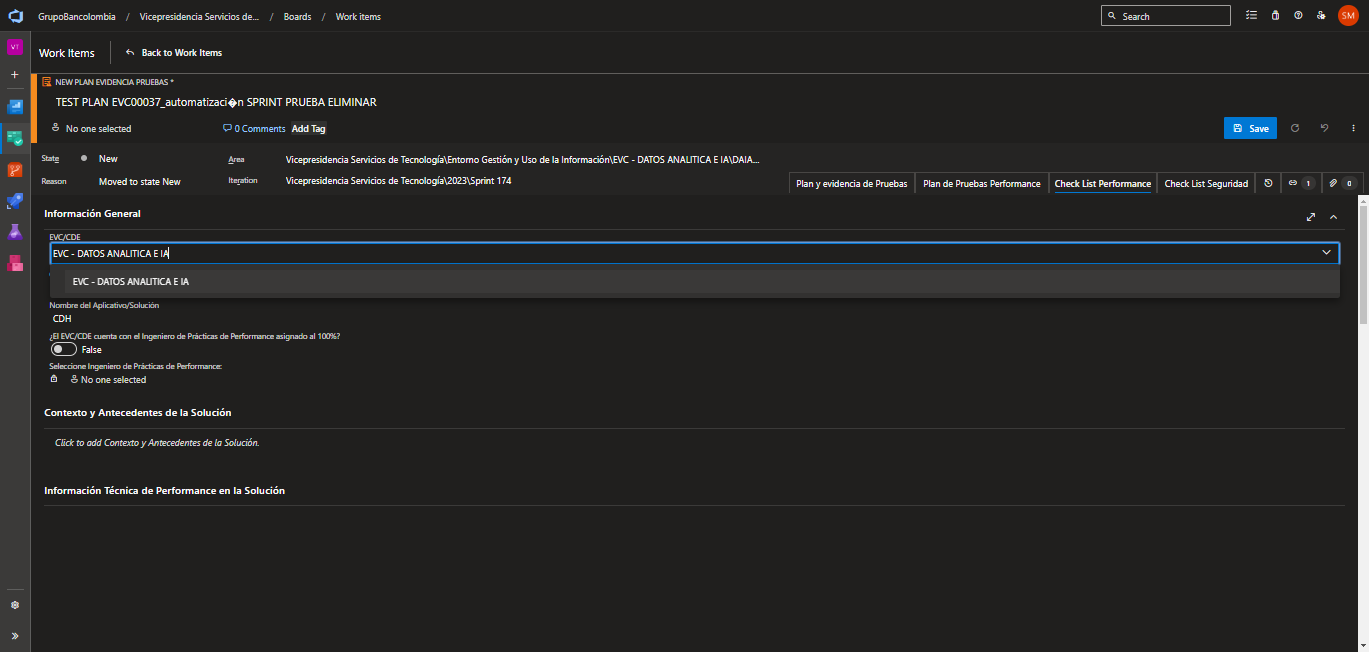 GrupoBancolombia / Vicepresidencia Servicios de... / Boards / Work items
Search
SM
VT
Work Items
Back to Work Items
NEW PLAN EVIDENCIA PRUEBAS *
TEST PLAN EVC00037_automatizaci�n SPRINT PRUEBA ELIMINAR
No one selected
0 Comments
Add Tag
Save
State
New
Area
Vicepresidencia Servicios de Tecnología\Entorno Gestión y Uso de la Información\EVC - DATOS ANALITICA E IA\DAIA...
Reason
Moved to state New
Iteration
Vicepresidencia Servicios de Tecnología\2023\Sprint 174
Plan y evidencia de Pruebas
Plan de Pruebas Performance
Check List Performance
Check List Seguridad
1
0
Información General
EVC/CDE
EVC - DATOS ANALITICA E IA
EVC - DATOS ANALITICA E IA
Nombre del Aplicativo/Solución
CDH
¿El EVC/CDE cuenta con el Ingeniero de Prácticas de Performance asignado al 100%?
False
Seleccione Ingeniero de Prácticas de Performance:
No one selected
Contexto y Antecedentes de la Solución
Click to add Contexto y Antecedentes de la Solución.
Información Técnica de Performance en la Solución